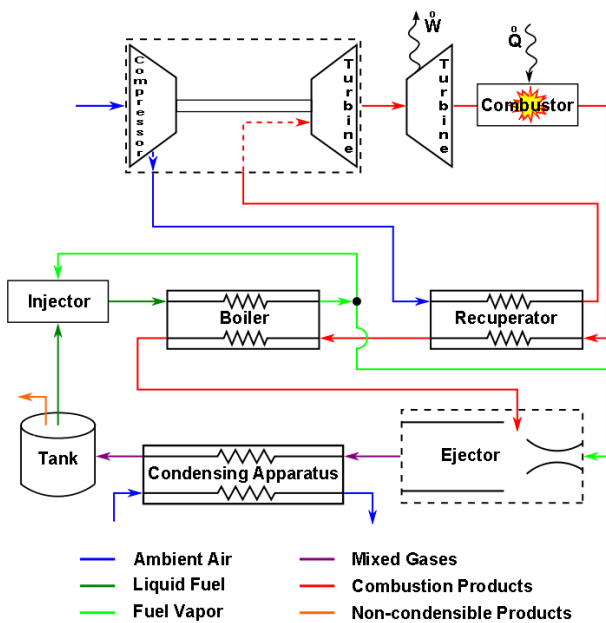 Compressor
Turbine
Ẇ
Turbine
Q̇
Combustor
Injector
Boiler
Recuperator
Tank
Condensing Apparatus
Ejector
Ambient Air
Liquid Fuel
Fuel Vapor
Mixed Gases
Combustion Products
Non-condensible Products